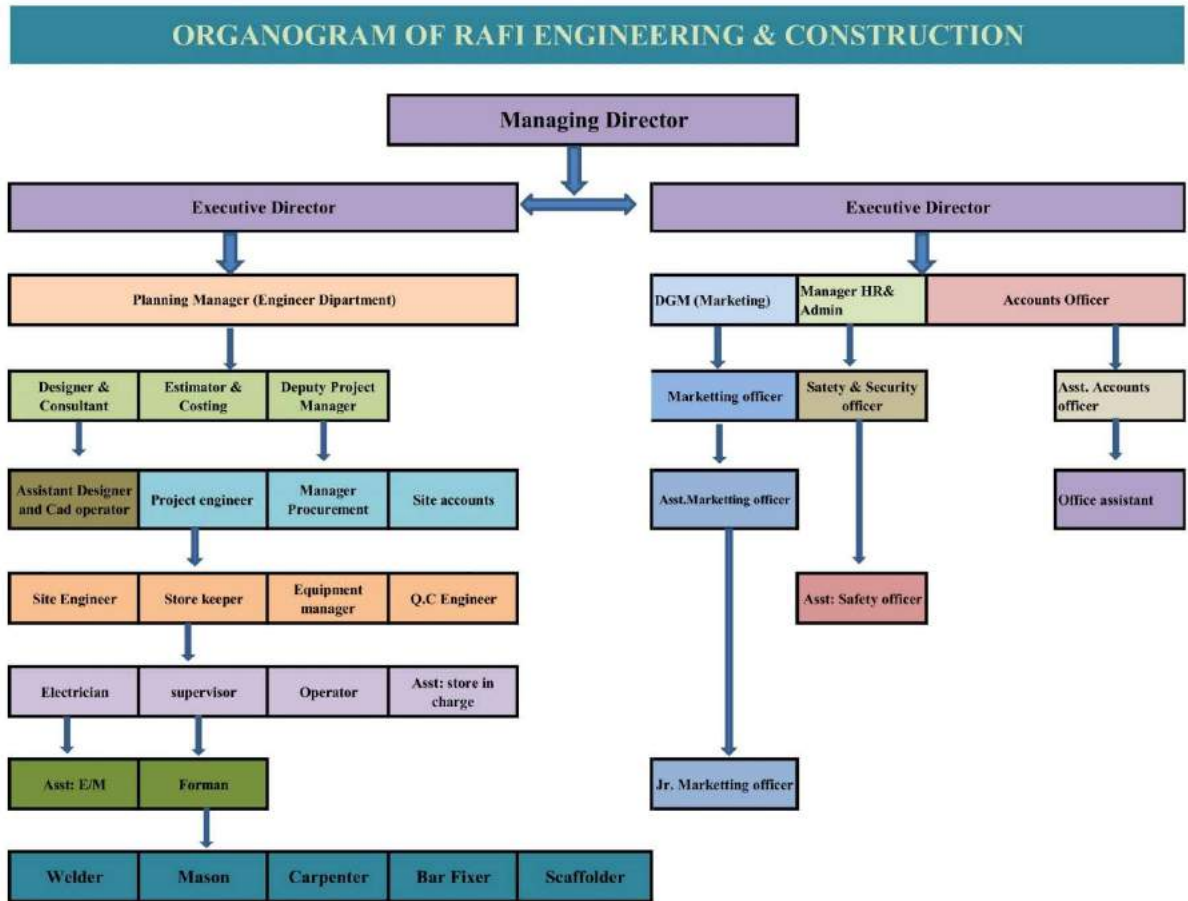 ORGANOGRAM OF RAFI ENGINEERING & CONSTRUCTION
Managing Director
Executive Director
Executive Director
Planning Manager (Engineer Dipartment)
DGM (Marketing)
Manager HR&
Admin
Accounts Officer
Designer &
Consultant
Estimator &
Costing
Deputy Project
Manager
Marketting officer
Satety & Security
officer
Asst. Accounts
officer
Assistant Designer
and Cad operator
Project engineer
Manager
Procurement
Site accounts
Asst.Marketting officer
Office assistant
Site Engineer
Store keeper
Equipment
manager
Q.C Engineer
Asst: Safety officer
Electrician
supervisor
Operator
Asst: store in
charge
Asst: E/M
Forman
Jr. Marketting officer
Welder
Mason
Carpenter
Bar Fixer
Scaffolder